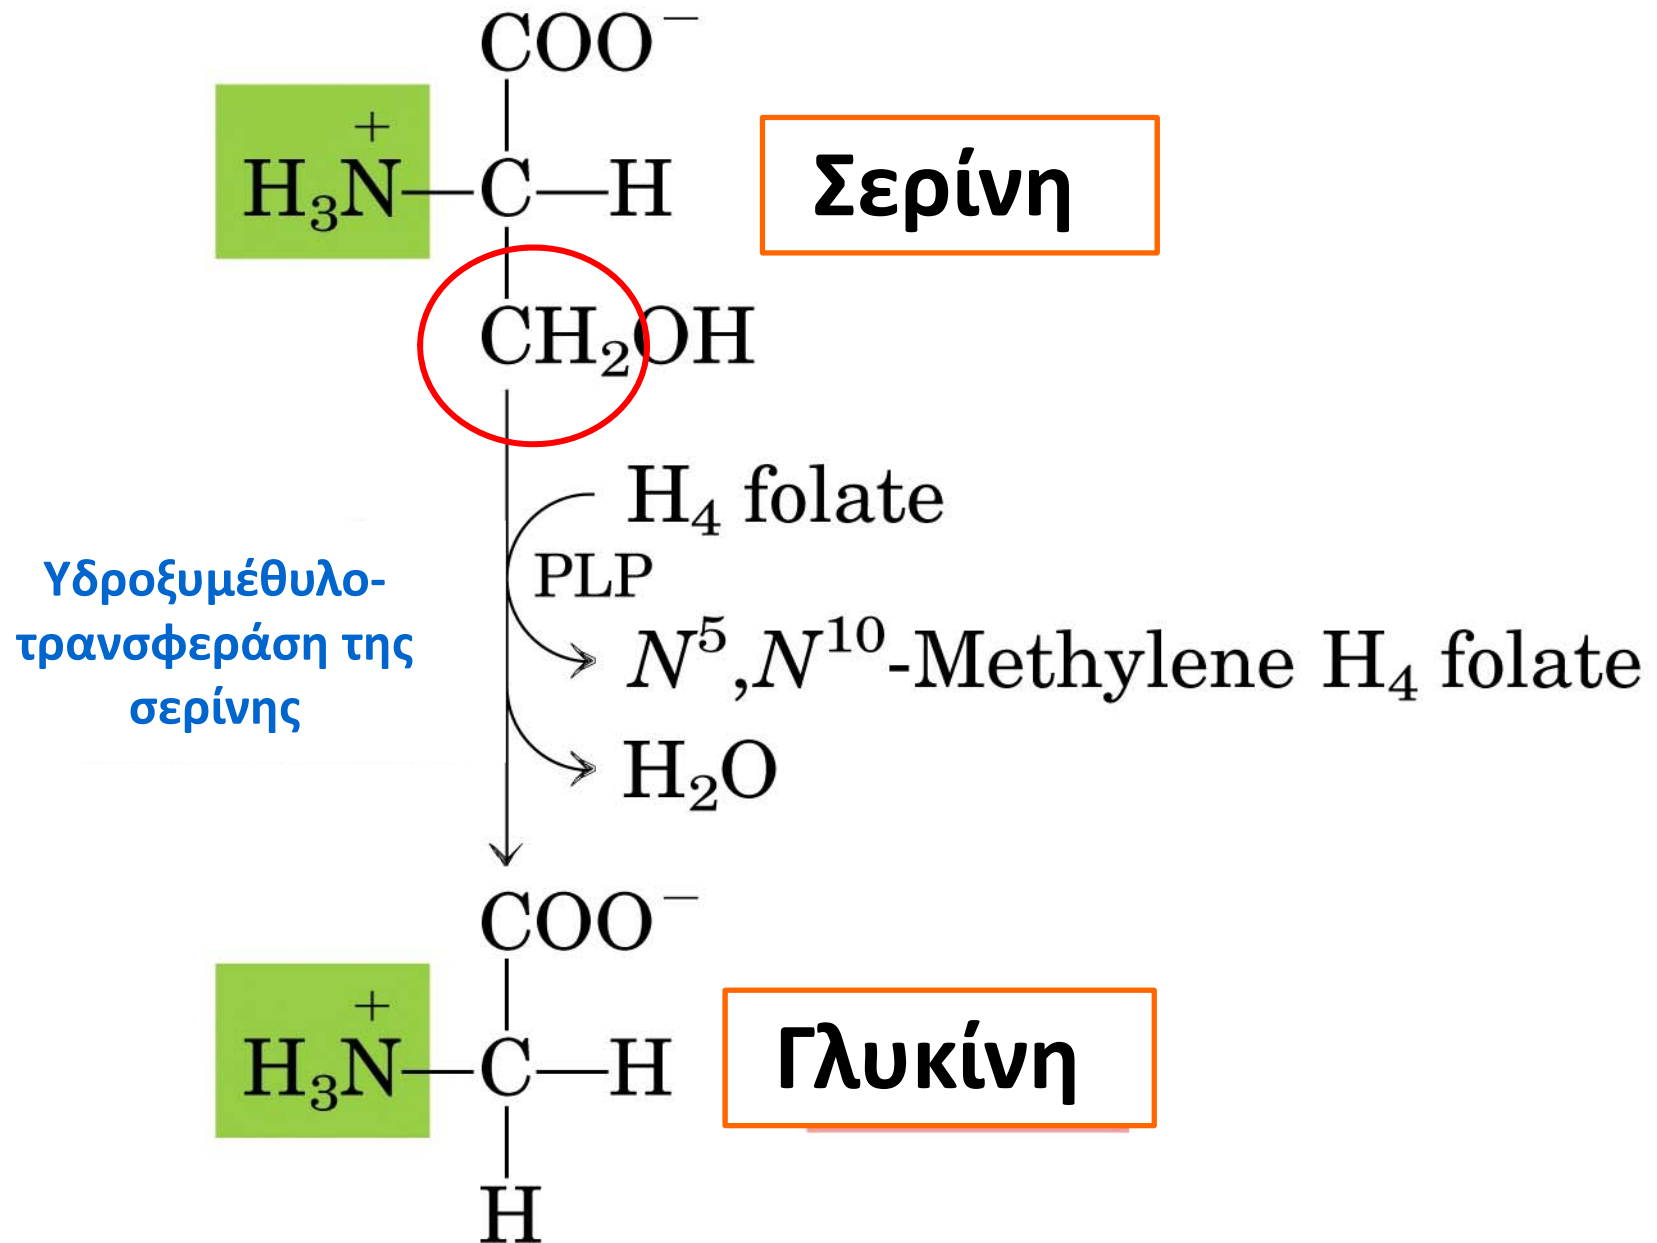 COO⁻
H₃N⁺—C—H
Σερίνη
CH₂OH
H₄ folate
PLP
Υδροξυμέθυλο-
τρανσφεράση της
σερίνης
N⁵,N¹⁰-Methylene H₄ folate
H₂O
COO⁻
H₃N⁺—C—H
Γλυκίνη
H